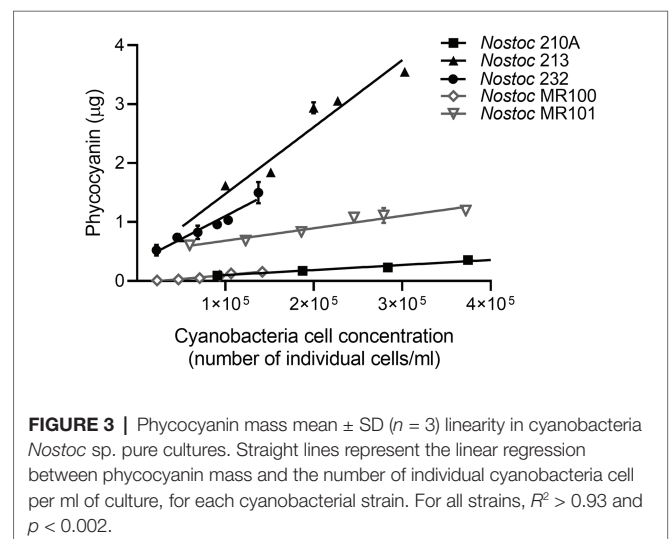 4
3
2
1
0
Phycocyanin (μg)
1×10⁵
2×10⁵
3×10⁵
4×10⁵
Cyanobacteria cell concentration
(number of individual cells/ml)
Nostoc 210A
Nostoc 213
Nostoc 232
Nostoc MR100
Nostoc MR101
FIGURE 3 | Phycocyanin mass mean ± SD (n = 3) linearity in cyanobacteria
Nostoc sp. pure cultures. Straight lines represent the linear regression
between phycocyanin mass and the number of individual cyanobacteria cell
per ml of culture, for each cyanobacterial strain. For all strains, R² > 0.93 and
p < 0.002.